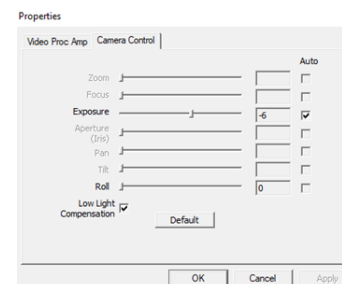 Properties
Video Proc Amp Camera Control
Auto
Zoom
Focus
Exposure -6
Aperture
(Iris)
Pan
Tilt
Roll 0
Low Light
Compensation
Default
OK Cancel Apply